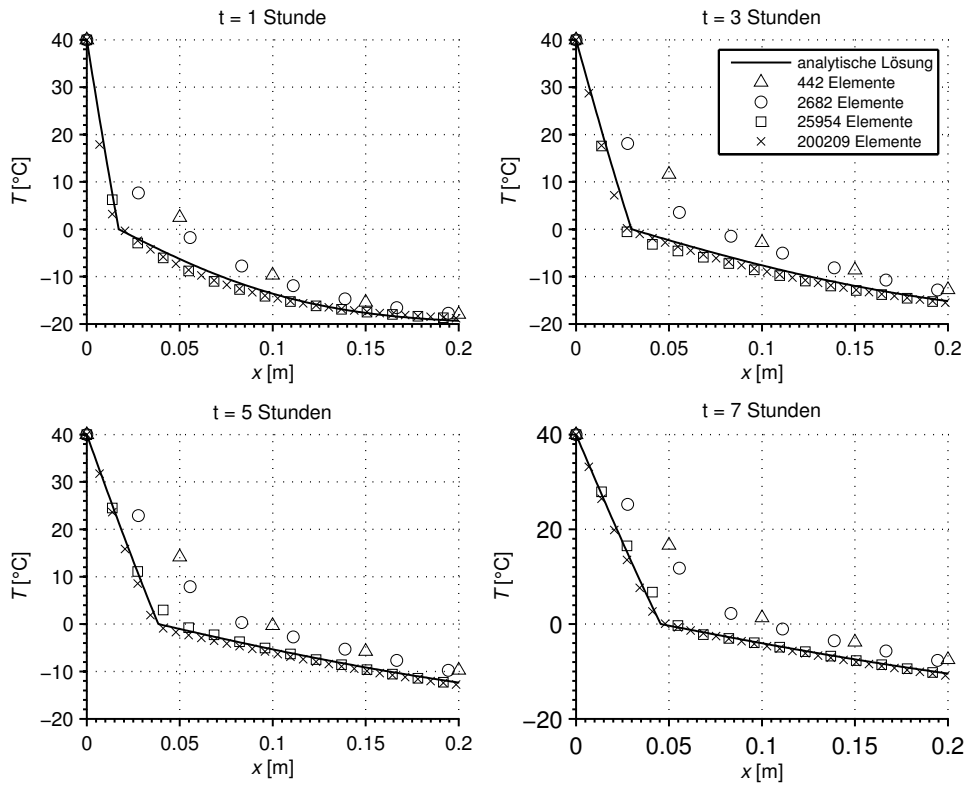 t = 1 Stunde
40
30
20
10
0
−10
−20
T [°C]
0
0.05
0.1
0.15
0.2
x [m]
t = 3 Stunden
40
30
20
10
0
−10
−20
T [°C]
0
0.05
0.1
0.15
0.2
x [m]
analytische Lösung
442 Elemente
2682 Elemente
25954 Elemente
200209 Elemente
t = 5 Stunden
40
30
20
10
0
−10
−20
T [°C]
0
0.05
0.1
0.15
0.2
x [m]
t = 7 Stunden
40
20
0
−20
T [°C]
0
0.05
0.1
0.15
0.2
x [m]